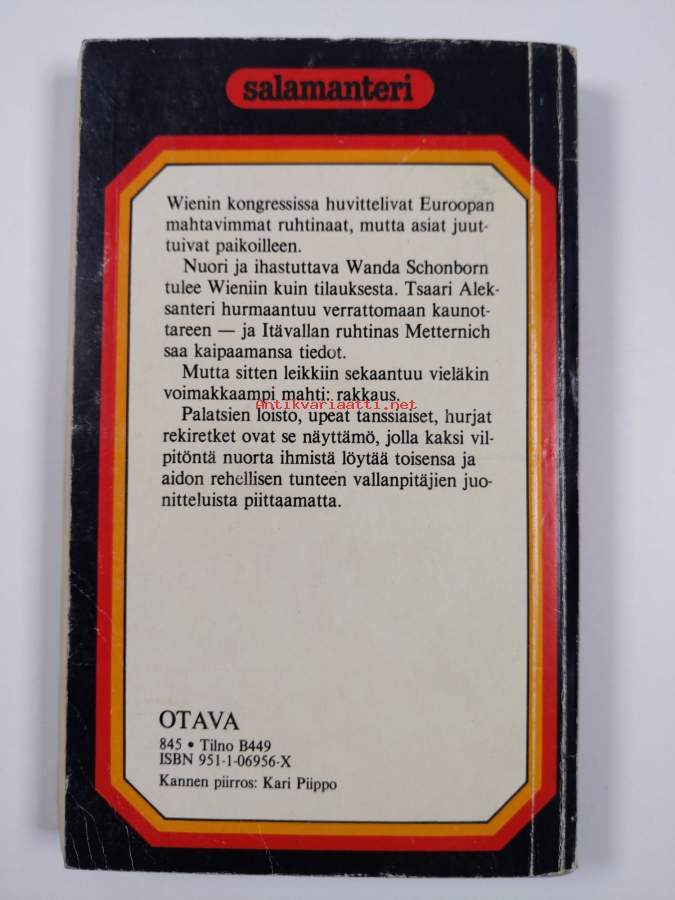 salamanteri
Wienin kongressissa huvittelivat Euroopan
mahtavimmat ruhtinaat, mutta asiat juut-
tuivat paikoilleen.
Nuori ja ihastuttava Wanda Schonborn
tulee Wieniin kuin tilauksesta. Tsaari Alek-
santeri hurmaantuu verrattomaan kaunot-
tareen — ja Itävallan ruhtinas Metternich
saa kaipaamansa tiedot.
Mutta sitten leikkiin sekaantuu vieläkin
voimakkaampi mahti: rakkaus.
Antikvariaatti.net
Palatsien loisto, upeat tanssiaiset, hurjat
rekiretket ovat se näyttämö, jolla kaksi vil-
pitöntä nuorta ihmistä löytää toisensa ja
aidon rehellisen tunteen vallanpitäjien juo-
nitteluista piittaamatta.
OTAVA
845 • Tilno B449
ISBN 951-1-06956-X
Kannen piirros: Kari Piippo